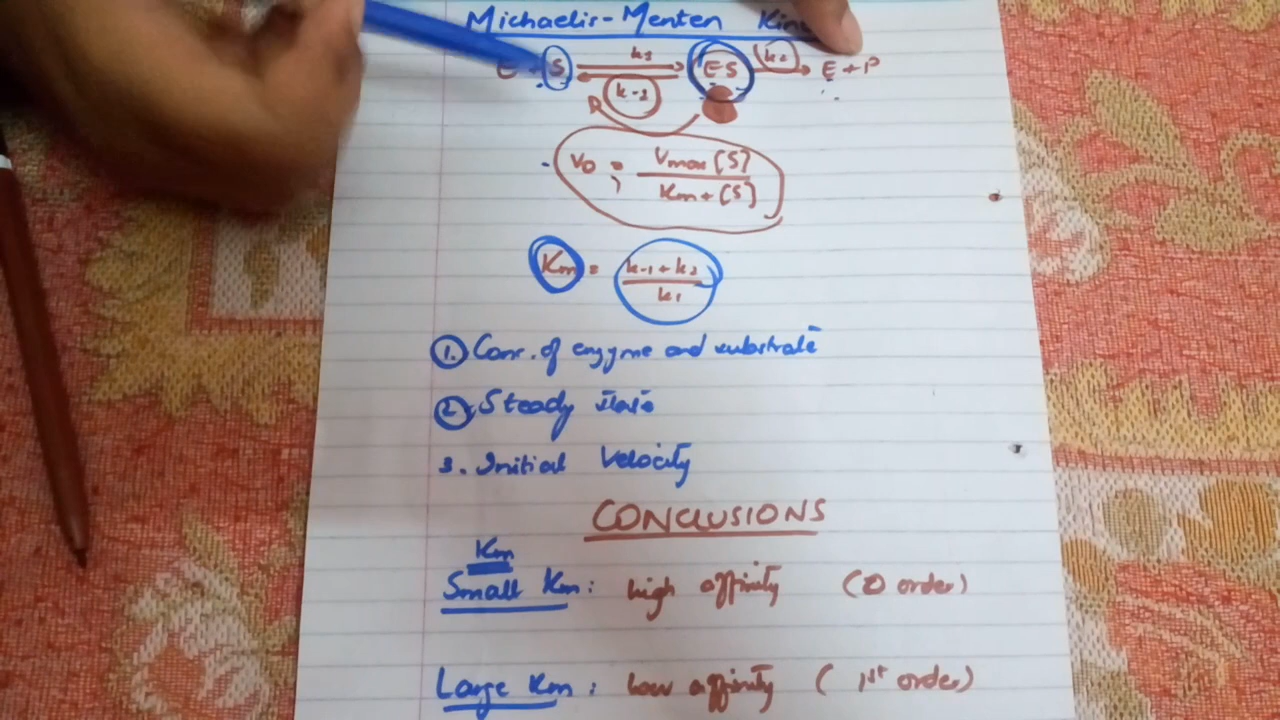 Michaelis-Menten Kin
E + S k1 ES k2 E + P
k-1
Vo = Vmax [S]
Km + [S]
Km = k-1 + k2
k1
1. Conc. of enzyme and substrate
2. Steady state
3. Initial Velocity
CONCLUSIONS
Km
Small Km: high affinity (0 order)
Large Km: low affinity (1st order)